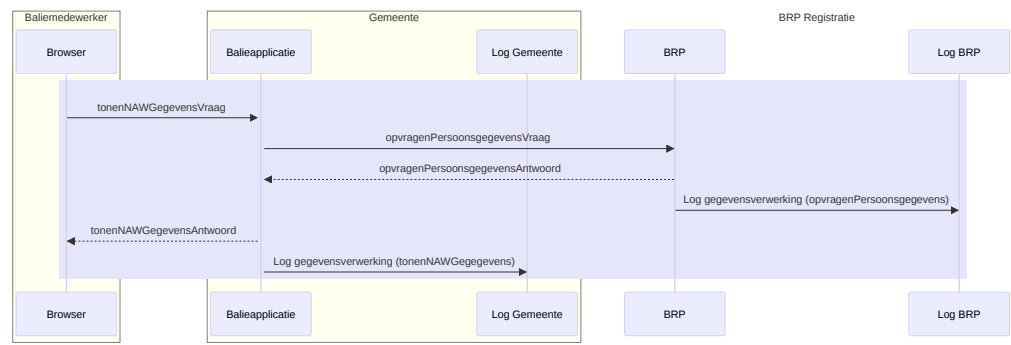 Baliemedewerker
Gemeente
BRP Registratie
Browser
Balieapplicatie
Log Gemeente
BRP
Log BRP
tonenNAWGegevensVraag
opvragenPersoonsgegevensVraag
opvragenPersoonsgegevensAntwoord
Log gegevensverwerking (opvragenPersoonsgegevens)
tonenNAWGegevensAntwoord
Log gegevensverwerking (tonenNAWGegegevens)
Browser
Balieapplicatie
Log Gemeente
BRP
Log BRP